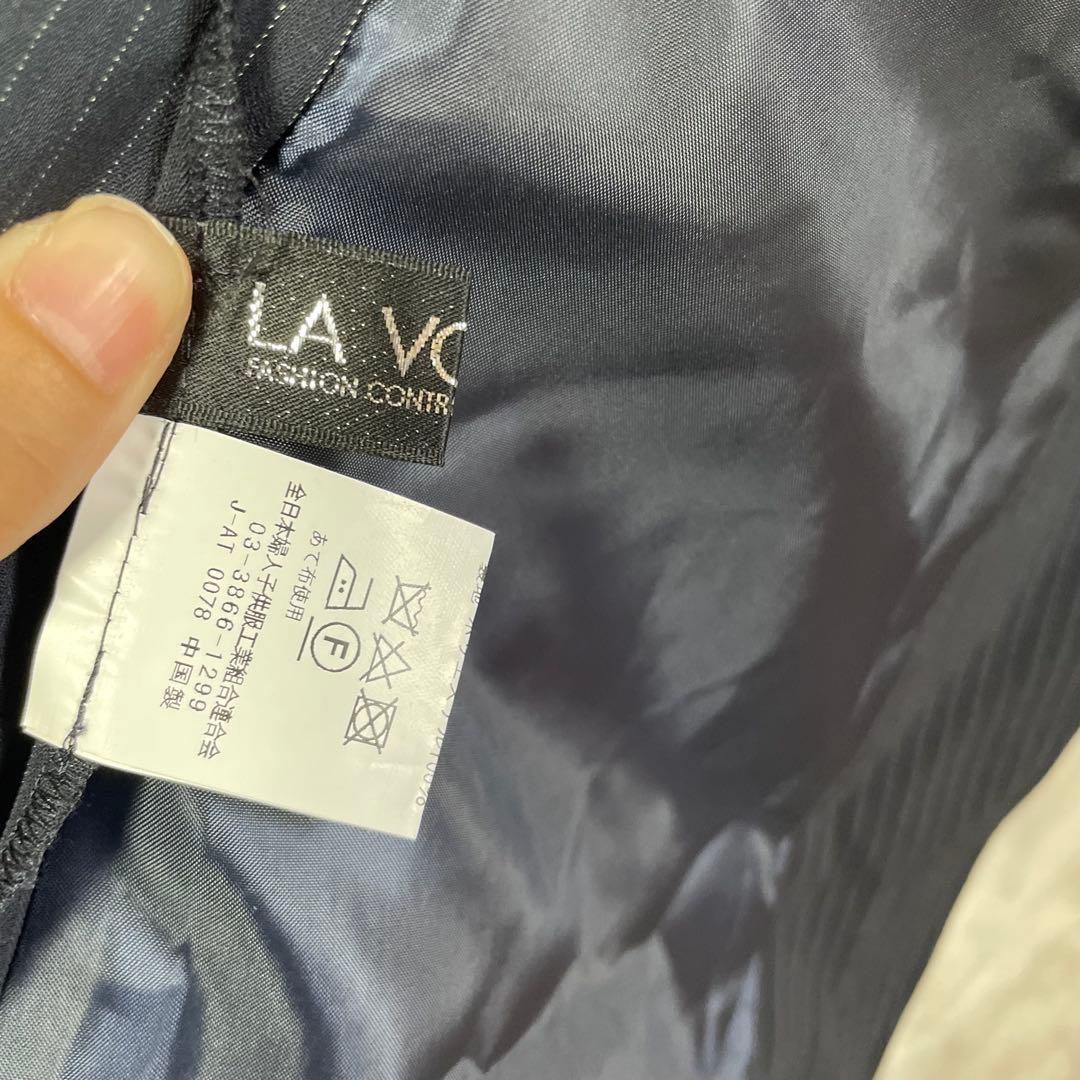 LA VO
FASHION CONTR
あて布使用
F
全日本婦人子供服工業組合連合会
03-3866-1299
J-AT 0078 中国製